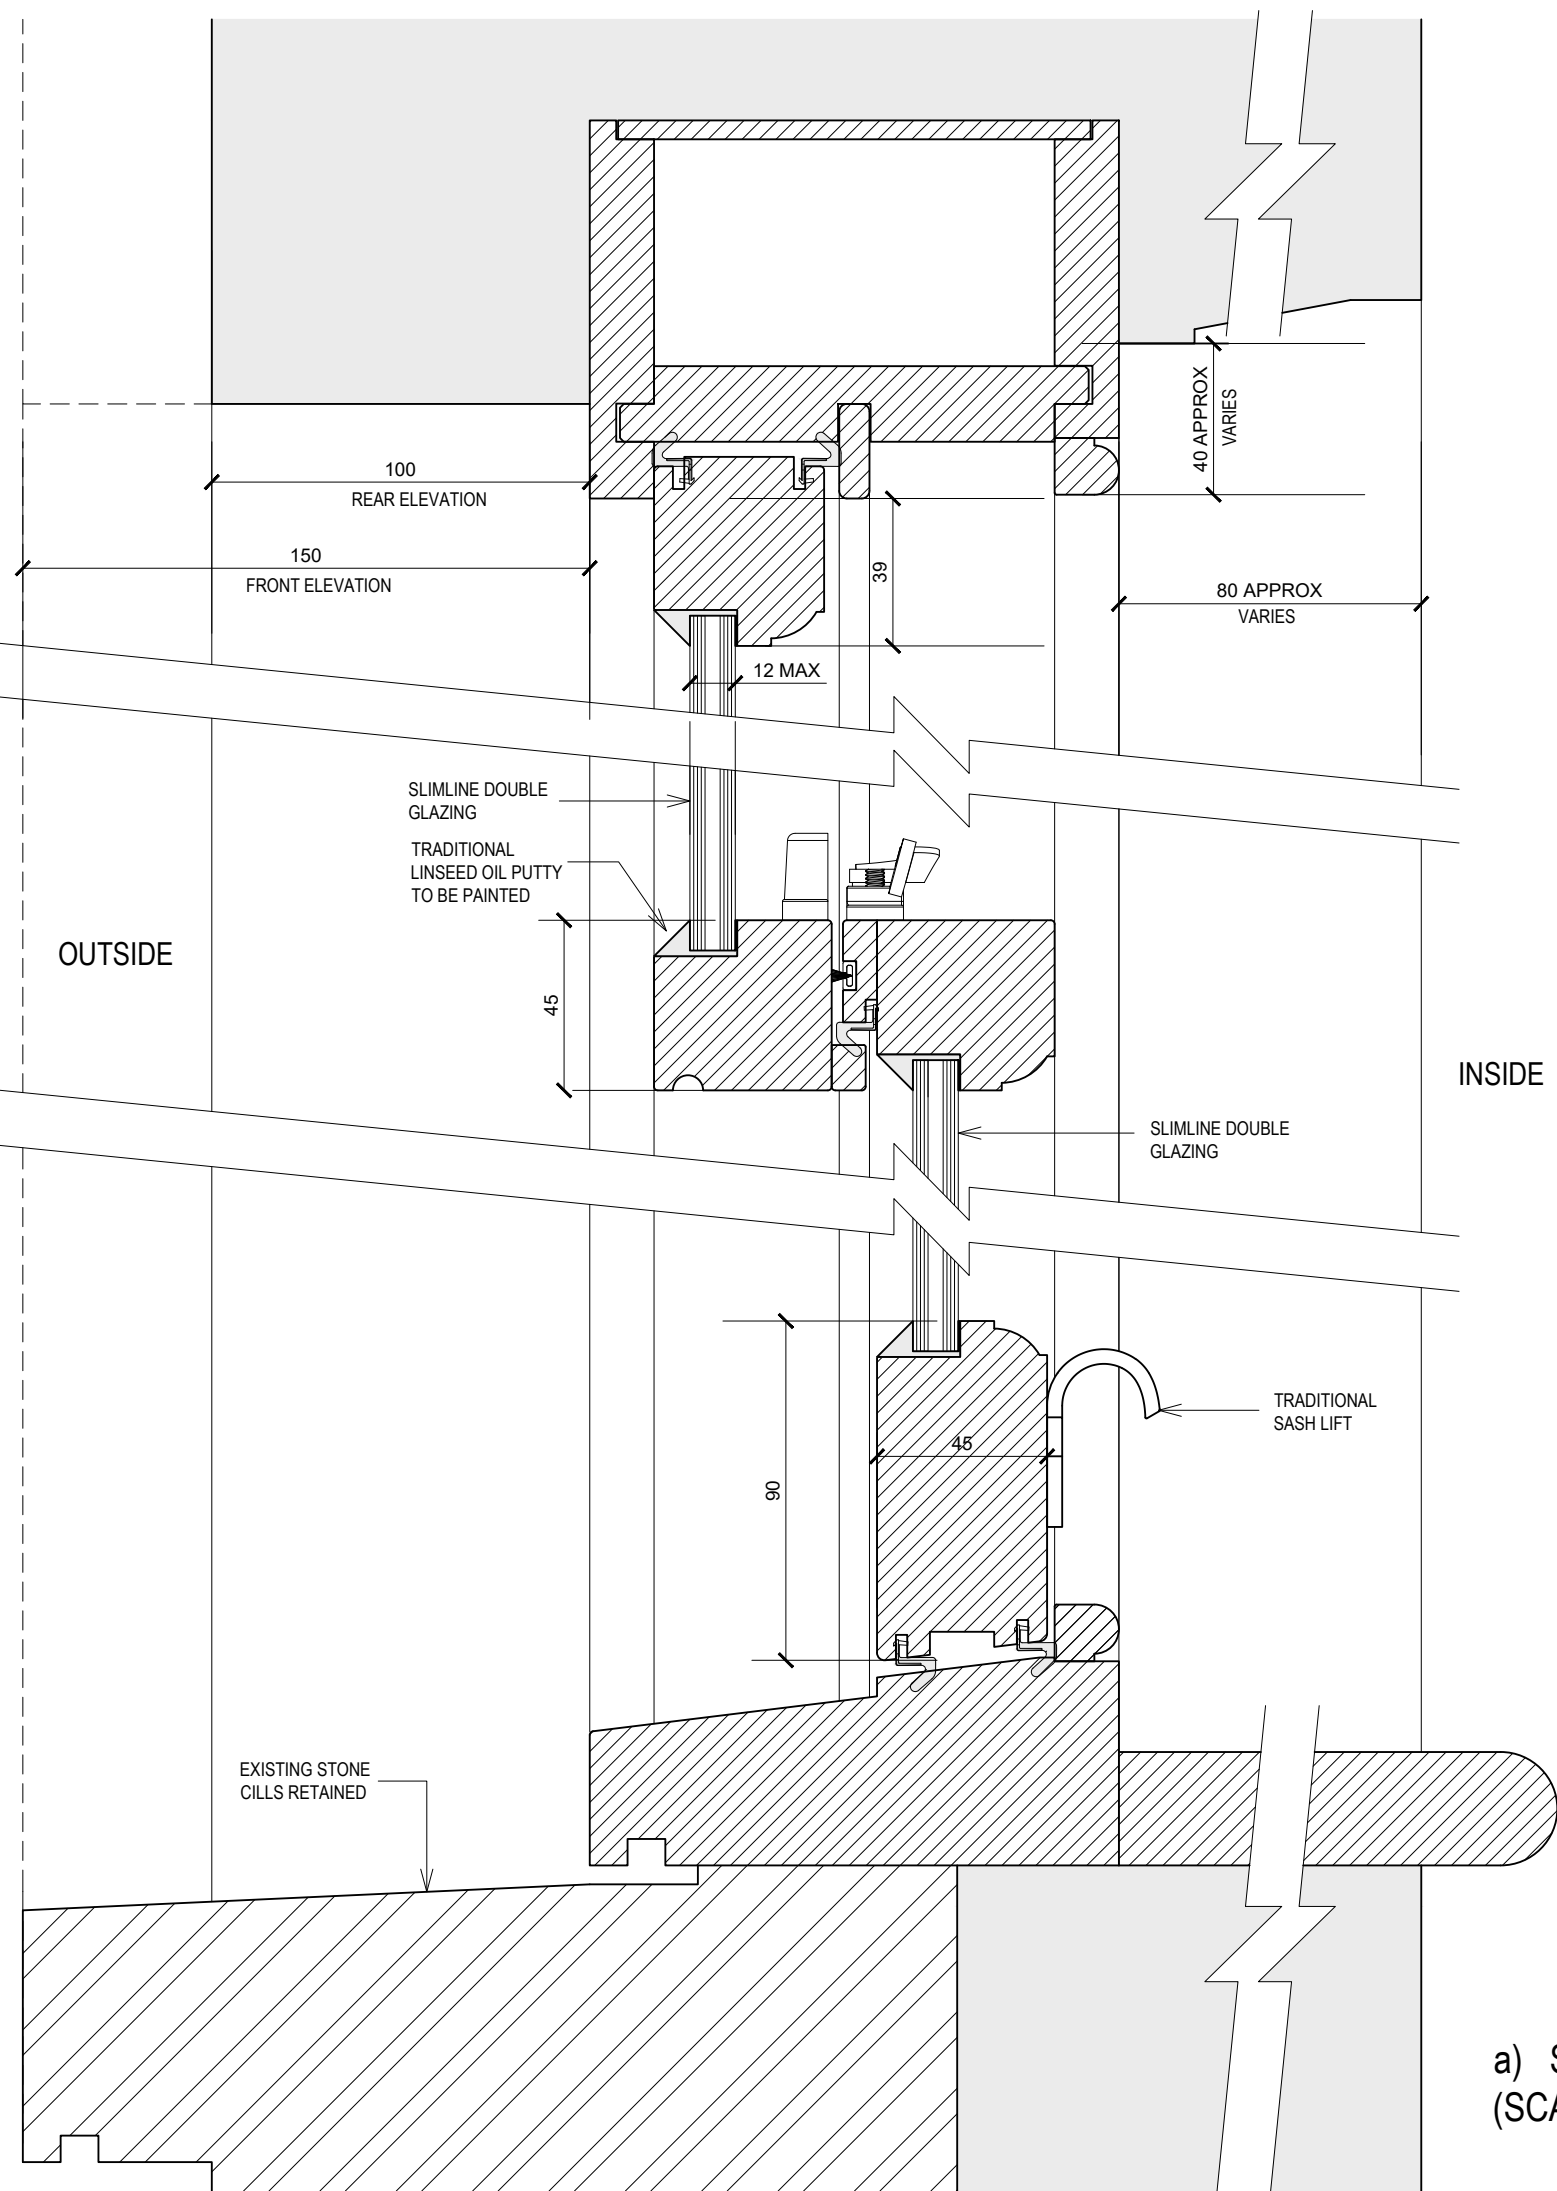 40 APPROX
VARIES
100
REAR ELEVATION
150
FRONT ELEVATION
39
80 APPROX
VARIES
12 MAX
SLIMLINE DOUBLE
GLAZING
TRADITIONAL
LINSEED OIL PUTTY
TO BE PAINTED
OUTSIDE
45
INSIDE
SLIMLINE DOUBLE
GLAZING
TRADITIONAL
SASH LIFT
45
90
EXISTING STONE
CILLS RETAINED
a)